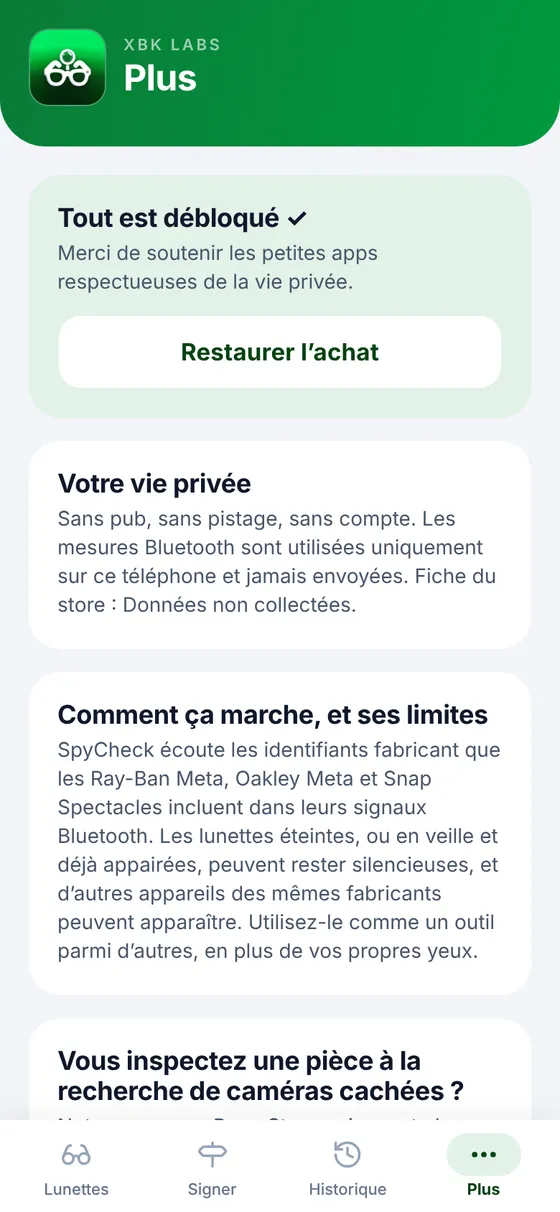 XBK LABS
Plus
Tout est débloqué ✓
Merci de soutenir les petites apps
respectueuses de la vie privée.
Restaurer l’achat
Votre vie privée
Sans pub, sans pistage, sans compte. Les
mesures Bluetooth sont utilisées uniquement
sur ce téléphone et jamais envoyées. Fiche du
store : Données non collectées.
Comment ça marche, et ses limites
SpyCheck écoute les identifiants fabricant que
les Ray-Ban Meta, Oakley Meta et Snap
Spectacles incluent dans leurs signaux
Bluetooth. Les lunettes éteintes, ou en veille et
déjà appairées, peuvent rester silencieuses, et
d’autres appareils des mêmes fabricants
peuvent apparaître. Utilisez-le comme un outil
parmi d’autres, en plus de vos propres yeux.
Vous inspectez une pièce à la
recherche de caméras cachées ?
Lunettes
Signer
Historique
Plus